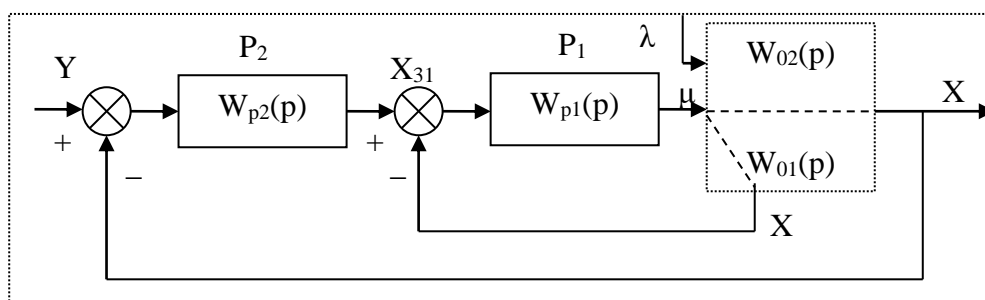 P₂
P₁
λ
W₀₂(p)
Y
X₃₁
Wₚ₂(p)
Wₚ₁(p)
μ
X
+
−
+
−
W₀₁(p)
X